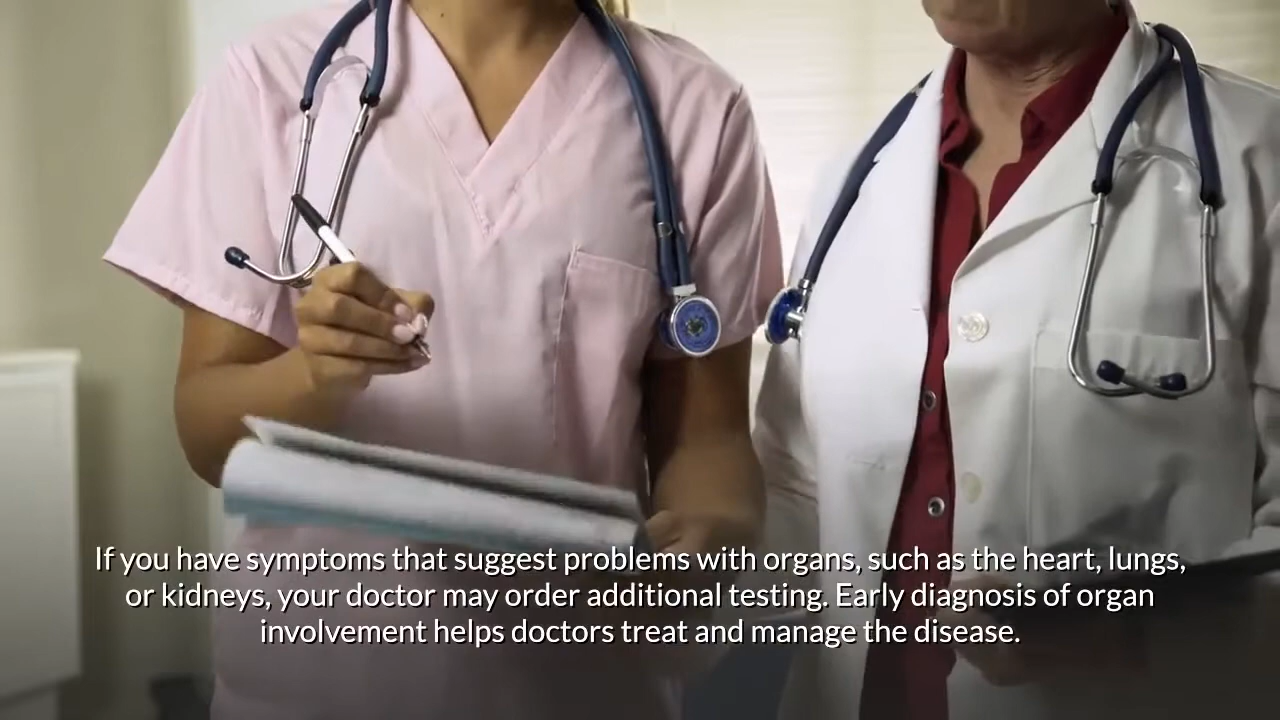 If you have symptoms that suggest problems with organs, such as the heart, lungs,
or kidneys, your doctor may order additional testing. Early diagnosis of organ
involvement helps doctors treat and manage the disease.